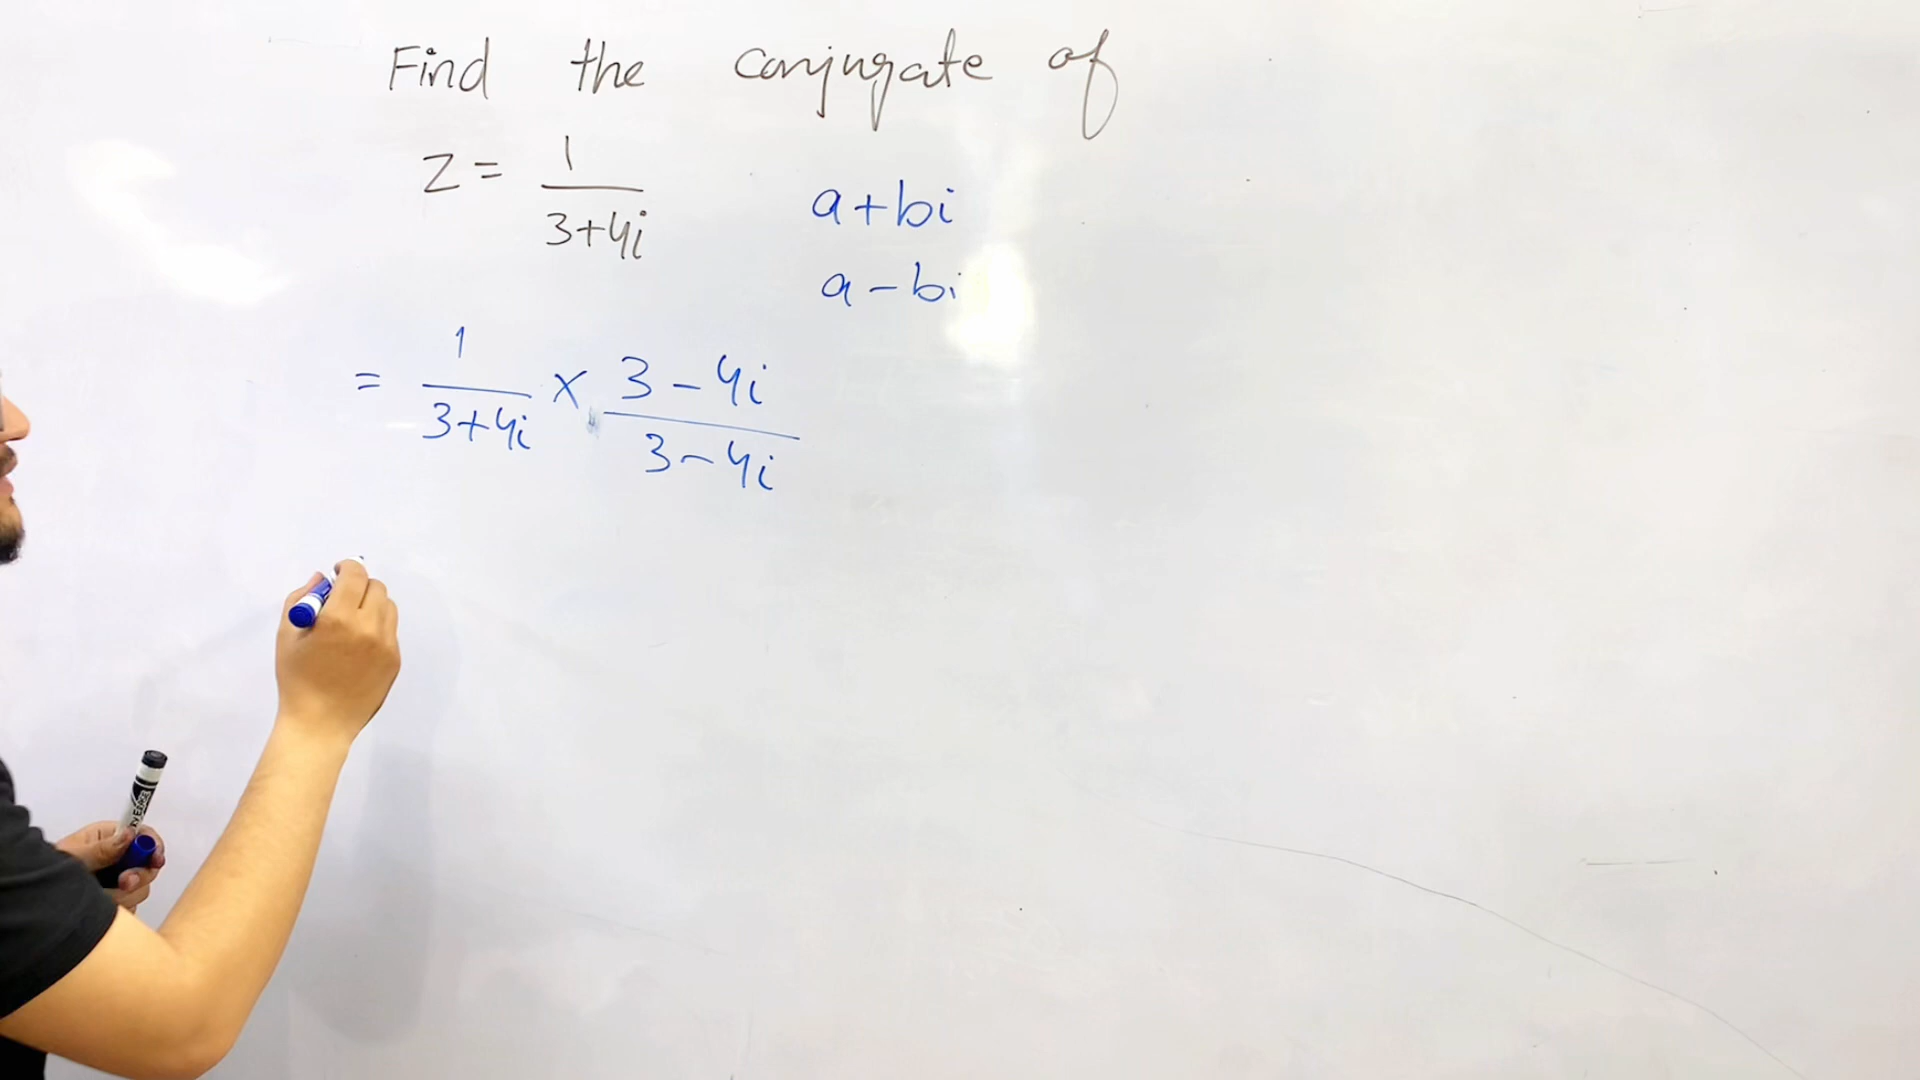 Find the conjugate of
z = 1/(3+4i)
a+bi
a-bi
= 1/(3+4i) × (3-4i)/(3-4i)